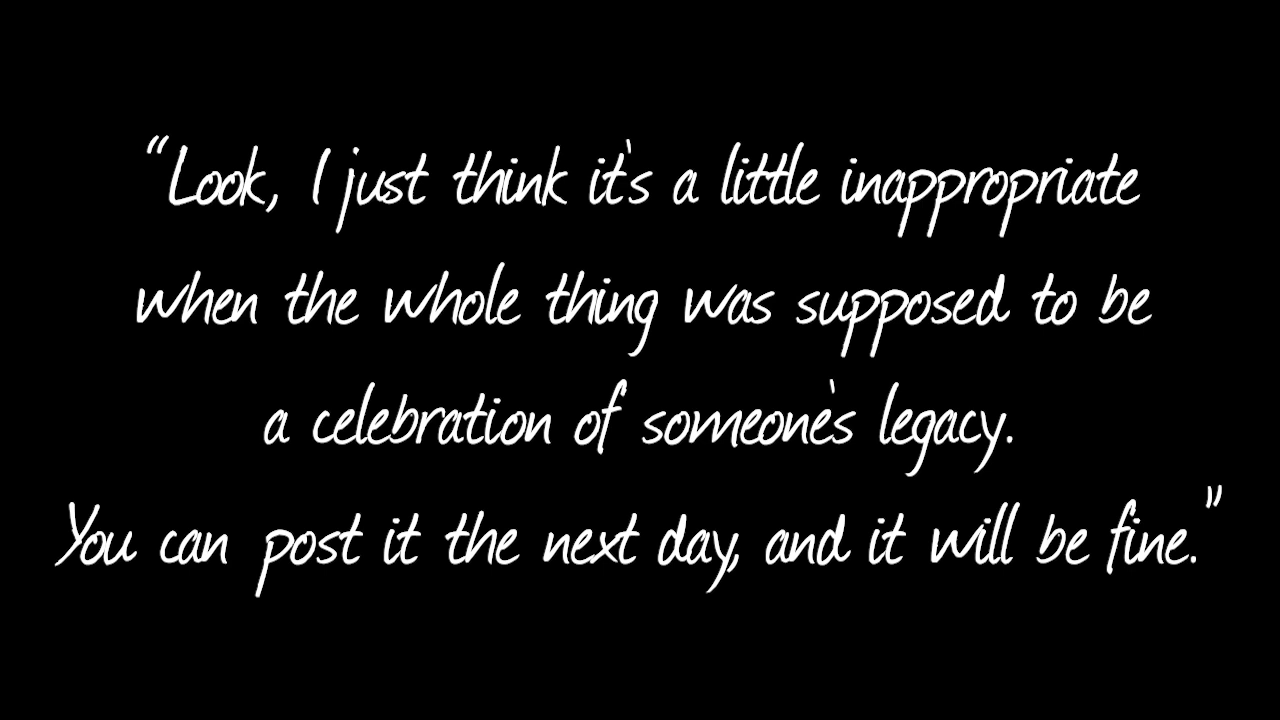 “Look, I just think it's a little inappropriate
when the whole thing was supposed to be
a celebration of someone's legacy.
You can post it the next day, and it will be fine.”